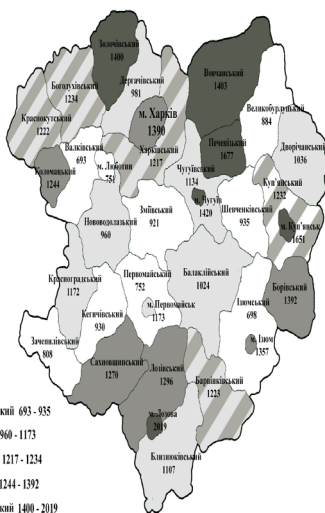 Золочівський
1400
Вовчанський
1403
Богодухівський
1234
Дергачівський
981
Великобурлуцький
884
Краснокутський
1222
м. Харків
1390
Печенізький
1677
Дворічанський
1036
Валківський
693
Харківський
1217
м. Люботин
751
Коломацький
1244
Чугуївський
1134
Куп'янський
1232
м. Чугуїв
1420
Шевченківський
935
м. Куп'янськ
1651
Нововодолазький
960
Зміївський
921
Красноградський
1172
Первомайський
752
Балаклійський
1024
Борівський
1392
м. Первомайськ
1173
Ізюмський
698
Кегичівський
930
Зачепилівський
808
м. Ізюм
1357
Сахновщинський
1270
Лозівський
1296
Барвінківський
1223
м. Лозова
2019
Близнюківський
1107
кий 693 - 935
960 - 1173
1217 - 1234
1244 - 1392
кий 1400 - 2019